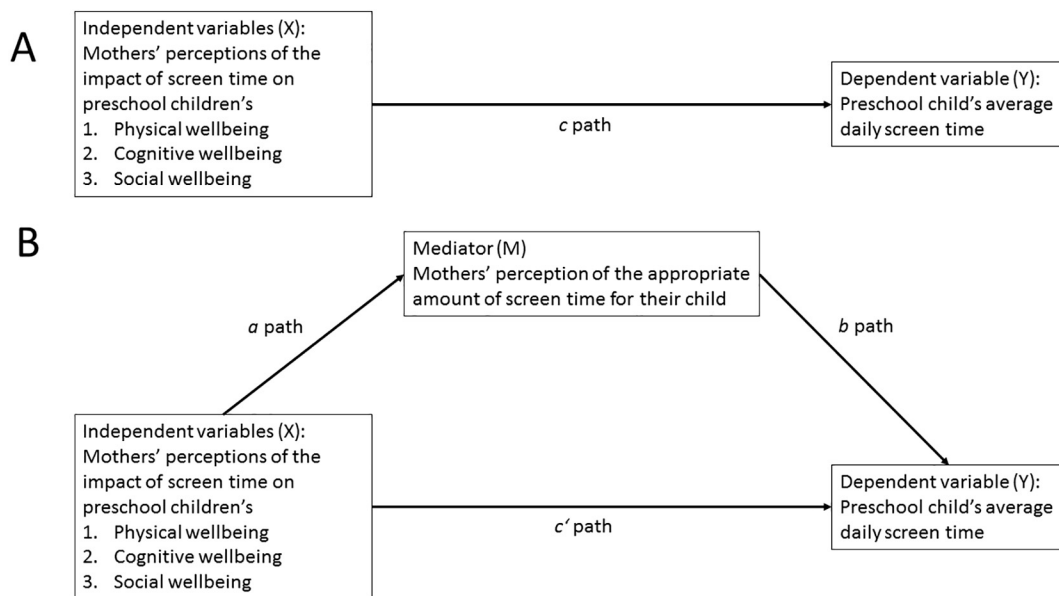 A
Independent variables (X):
Mothers’ perceptions of the
impact of screen time on
preschool children’s
1. Physical wellbeing
2. Cognitive wellbeing
3. Social wellbeing
c path
Dependent variable (Y):
Preschool child’s average
daily screen time
B
Mediator (M)
Mothers’ perception of the appropriate
amount of screen time for their child
a path
b path
Independent variables (X):
Mothers’ perceptions of the
impact of screen time on
preschool children’s
1. Physical wellbeing
2. Cognitive wellbeing
3. Social wellbeing
c‘ path
Dependent variable (Y):
Preschool child’s average
daily screen time